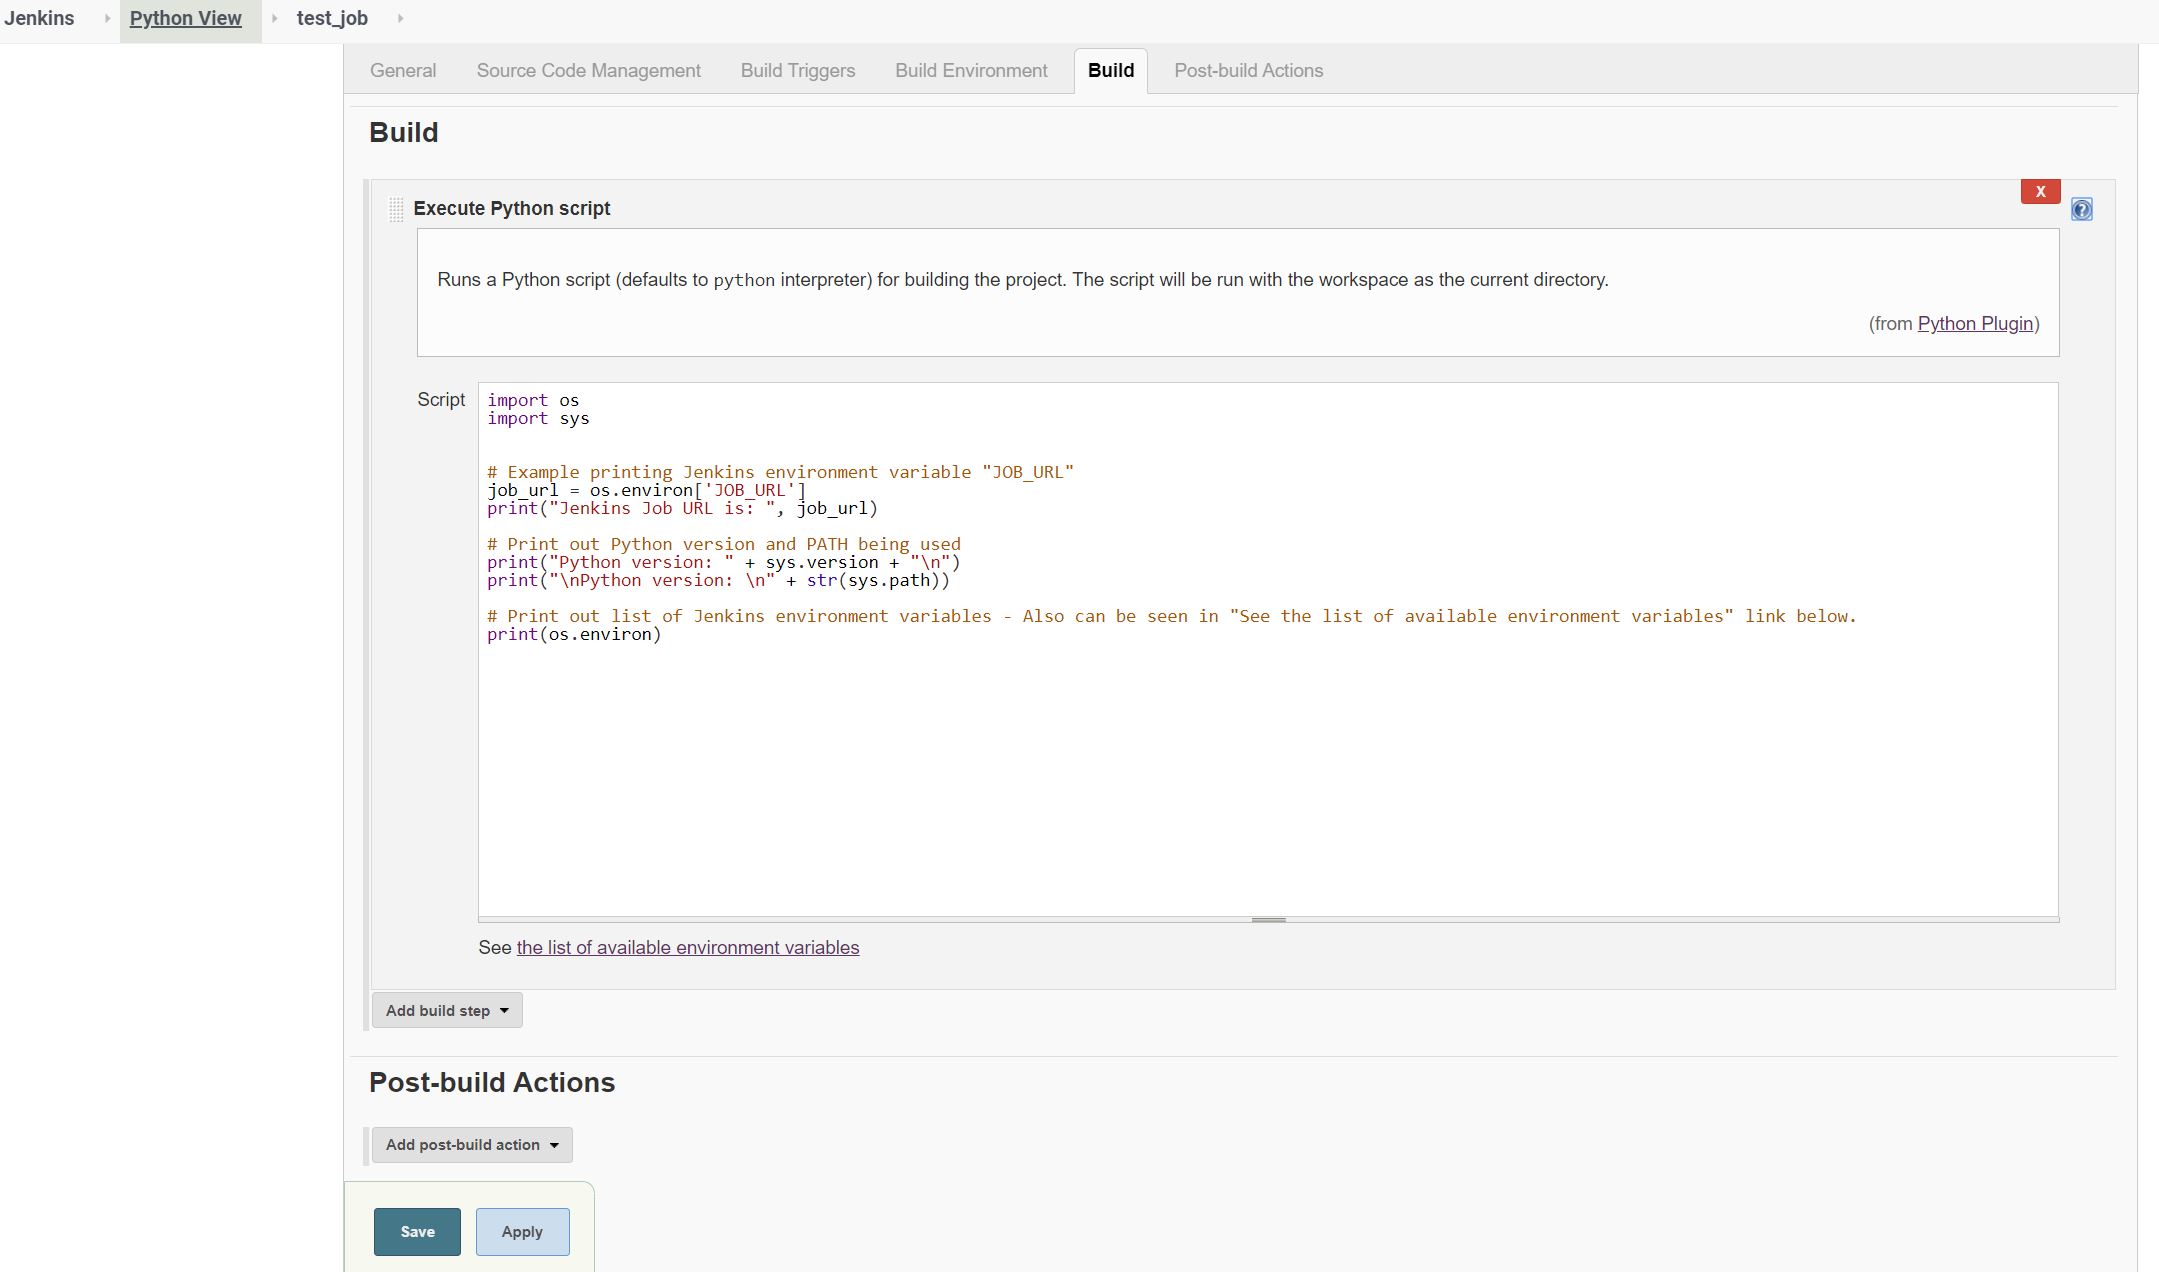 Jenkins Python View test_job
General Source Code Management Build Triggers Build Environment Build Post-build Actions
Build
X
Execute Python script
?
Runs a Python script (defaults to python interpreter) for building the project. The script will be run with the workspace as the current directory.
(from Python Plugin)
Script
import os
import sys
# Example printing Jenkins environment variable "JOB_URL"
job_url = os.environ['JOB_URL']
print("Jenkins Job URL is: ", job_url)
# Print out Python version and PATH being used
print("Python version: " + sys.version + "\n")
print("\nPython version: \n" + str(sys.path))
# Print out list of Jenkins environment variables - Also can be seen in "See the list of available environment variables" link below.
print(os.environ)
See the list of available environment variables
Add build step
Post-build Actions
Add post-build action
Save Apply